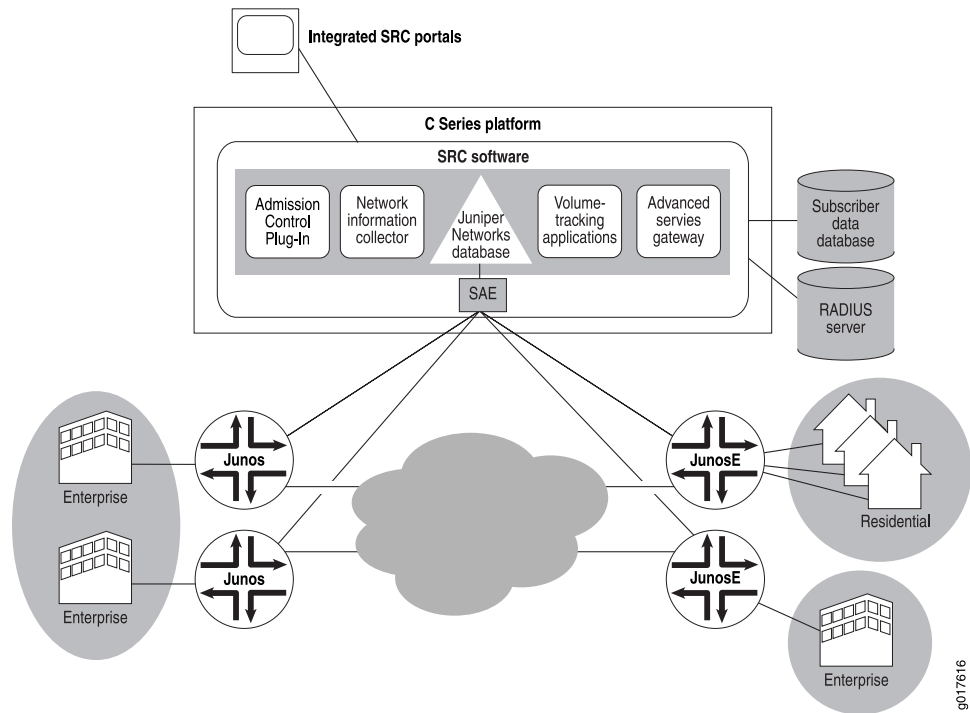 Integrated SRC portals
C Series platform
SRC software
Admission
Control
Plug-In
Network
information
collector
Juniper
Networks
database
Volume-
tracking
applications
Advanced
servies
gateway
Subscriber
data
database
SAE
RADIUS
server
Junos
JunosE
Enterprise
Residential
Junos
JunosE
Enterprise
Enterprise
g017616